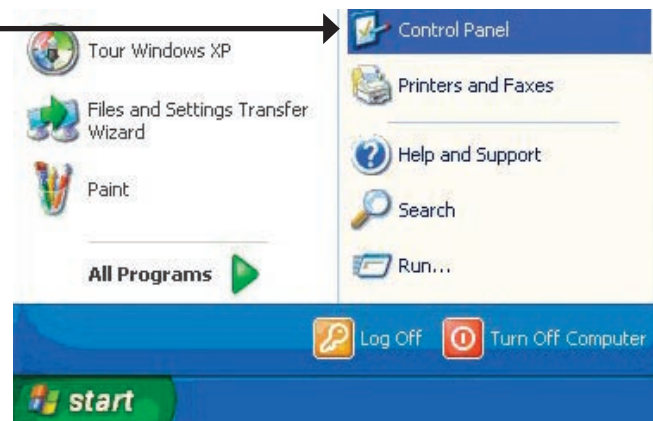 Tour Windows XP
Files and Settings Transfer
Wizard
Paint
All Programs
Control Panel
Printers and Faxes
Help and Support
Search
Run...
Log Off
Turn Off Computer
start